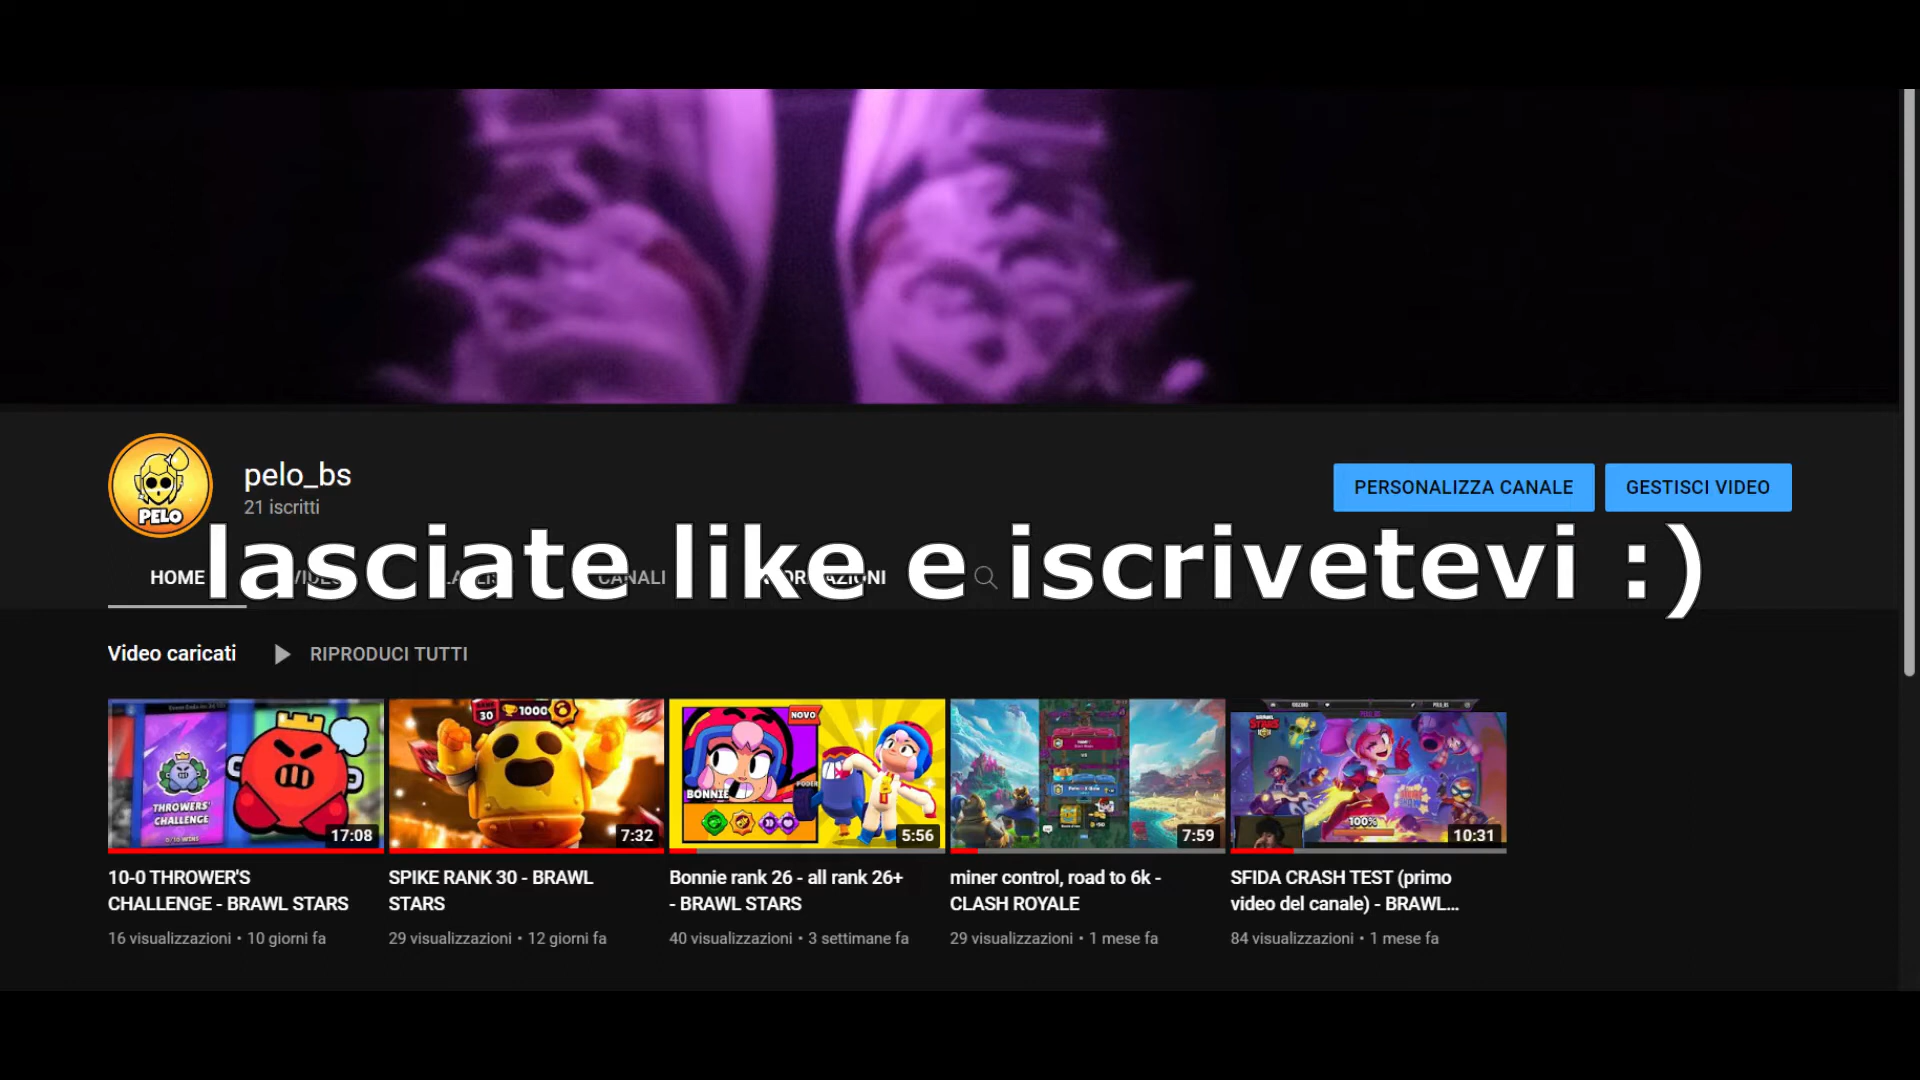 pelo_bs
21 iscritti
PERSONALIZZA CANALE
GESTISCI VIDEO
PELO
lasciate like e iscrivetevi :)
HOME
CANALI
Video caricati
RIPRODUCI TUTTI
THROWERS'
CHALLENGE
17:08
30
1000
7:32
NOVO
BONNIE
5:56
7:59
BRAWL
STARS
100%
10:31
10-0 THROWER'S
CHALLENGE - BRAWL STARS
16 visualizzazioni • 10 giorni fa
SPIKE RANK 30 - BRAWL
STARS
29 visualizzazioni • 12 giorni fa
Bonnie rank 26 - all rank 26+
- BRAWL STARS
40 visualizzazioni • 3 settimane fa
miner control, road to 6k -
CLASH ROYALE
29 visualizzazioni • 1 mese fa
SFIDA CRASH TEST (primo
video del canale) - BRAWL...
84 visualizzazioni • 1 mese fa